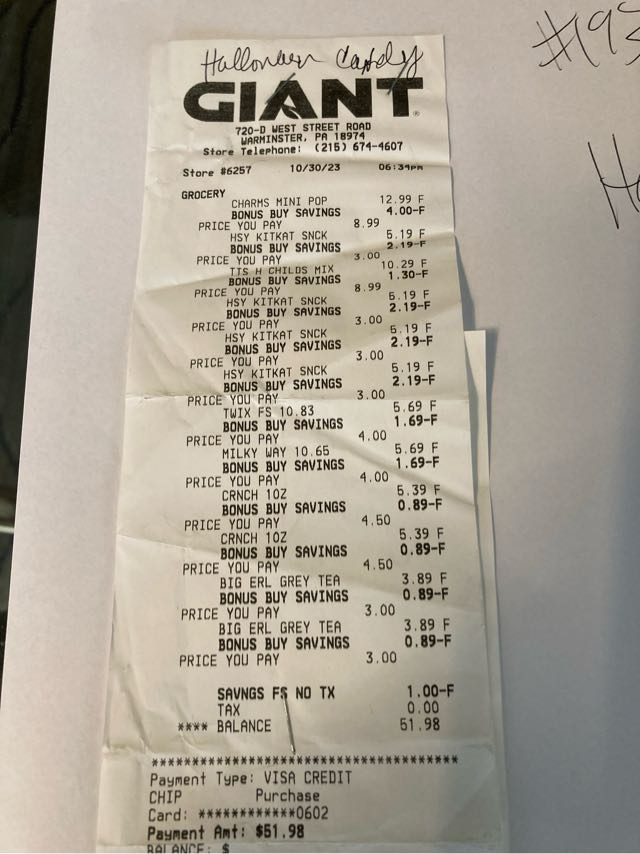 Halloween Candy
#193
GIANT
720-D WEST STREET ROAD
WARMINSTER, PA 18974
Store Telephone: (215) 674-4607
Store #6257 10/30/23 06:34PM
GROCERY
CHARMS MINI POP 12.99 F
BONUS BUY SAVINGS 4.00-F
PRICE YOU PAY 8.99
HSY KITKAT SNCK 5.19 F
BONUS BUY SAVINGS 2.19-F
PRICE YOU PAY 3.00
TTS H CHILDS MIX 10.29 F
BONUS BUY SAVINGS 1.30-F
PRICE YOU PAY 8.99
HSY KITKAT SNCK 5.19 F
BONUS BUY SAVINGS 2.19-F
PRICE YOU PAY 3.00
HSY KITKAT SNCK 5.19 F
BONUS BUY SAVINGS 2.19-F
PRICE YOU PAY 3.00
HSY KITKAT SNCK 5.19 F
BONUS BUY SAVINGS 2.19-F
PRICE YOU PAY 3.00
TWIX FS 10.83 5.69 F
BONUS BUY SAVINGS 1.69-F
PRICE YOU PAY 4.00
MILKY WAY 10.65 5.69 F
BONUS BUY SAVINGS 1.69-F
PRICE YOU PAY 4.00
CRNCH 10Z 5.39 F
BONUS BUY SAVINGS 0.89-F
PRICE YOU PAY 4.50
CRNCH 10Z 5.39 F
BONUS BUY SAVINGS 0.89-F
PRICE YOU PAY 4.50
BIG ERL GREY TEA 3.89 F
BONUS BUY SAVINGS 0.89-F
PRICE YOU PAY 3.00
BIG ERL GREY TEA 3.89 F
BONUS BUY SAVINGS 0.89-F
PRICE YOU PAY 3.00
SAVNGS FS NO TX 1.00-F
TAX 0.00
**** BALANCE 51.98
************************************
Payment Type: VISA CREDIT
CHIP Purchase
Card: ************0602
Payment Amt: $51.98
BALANCE: $